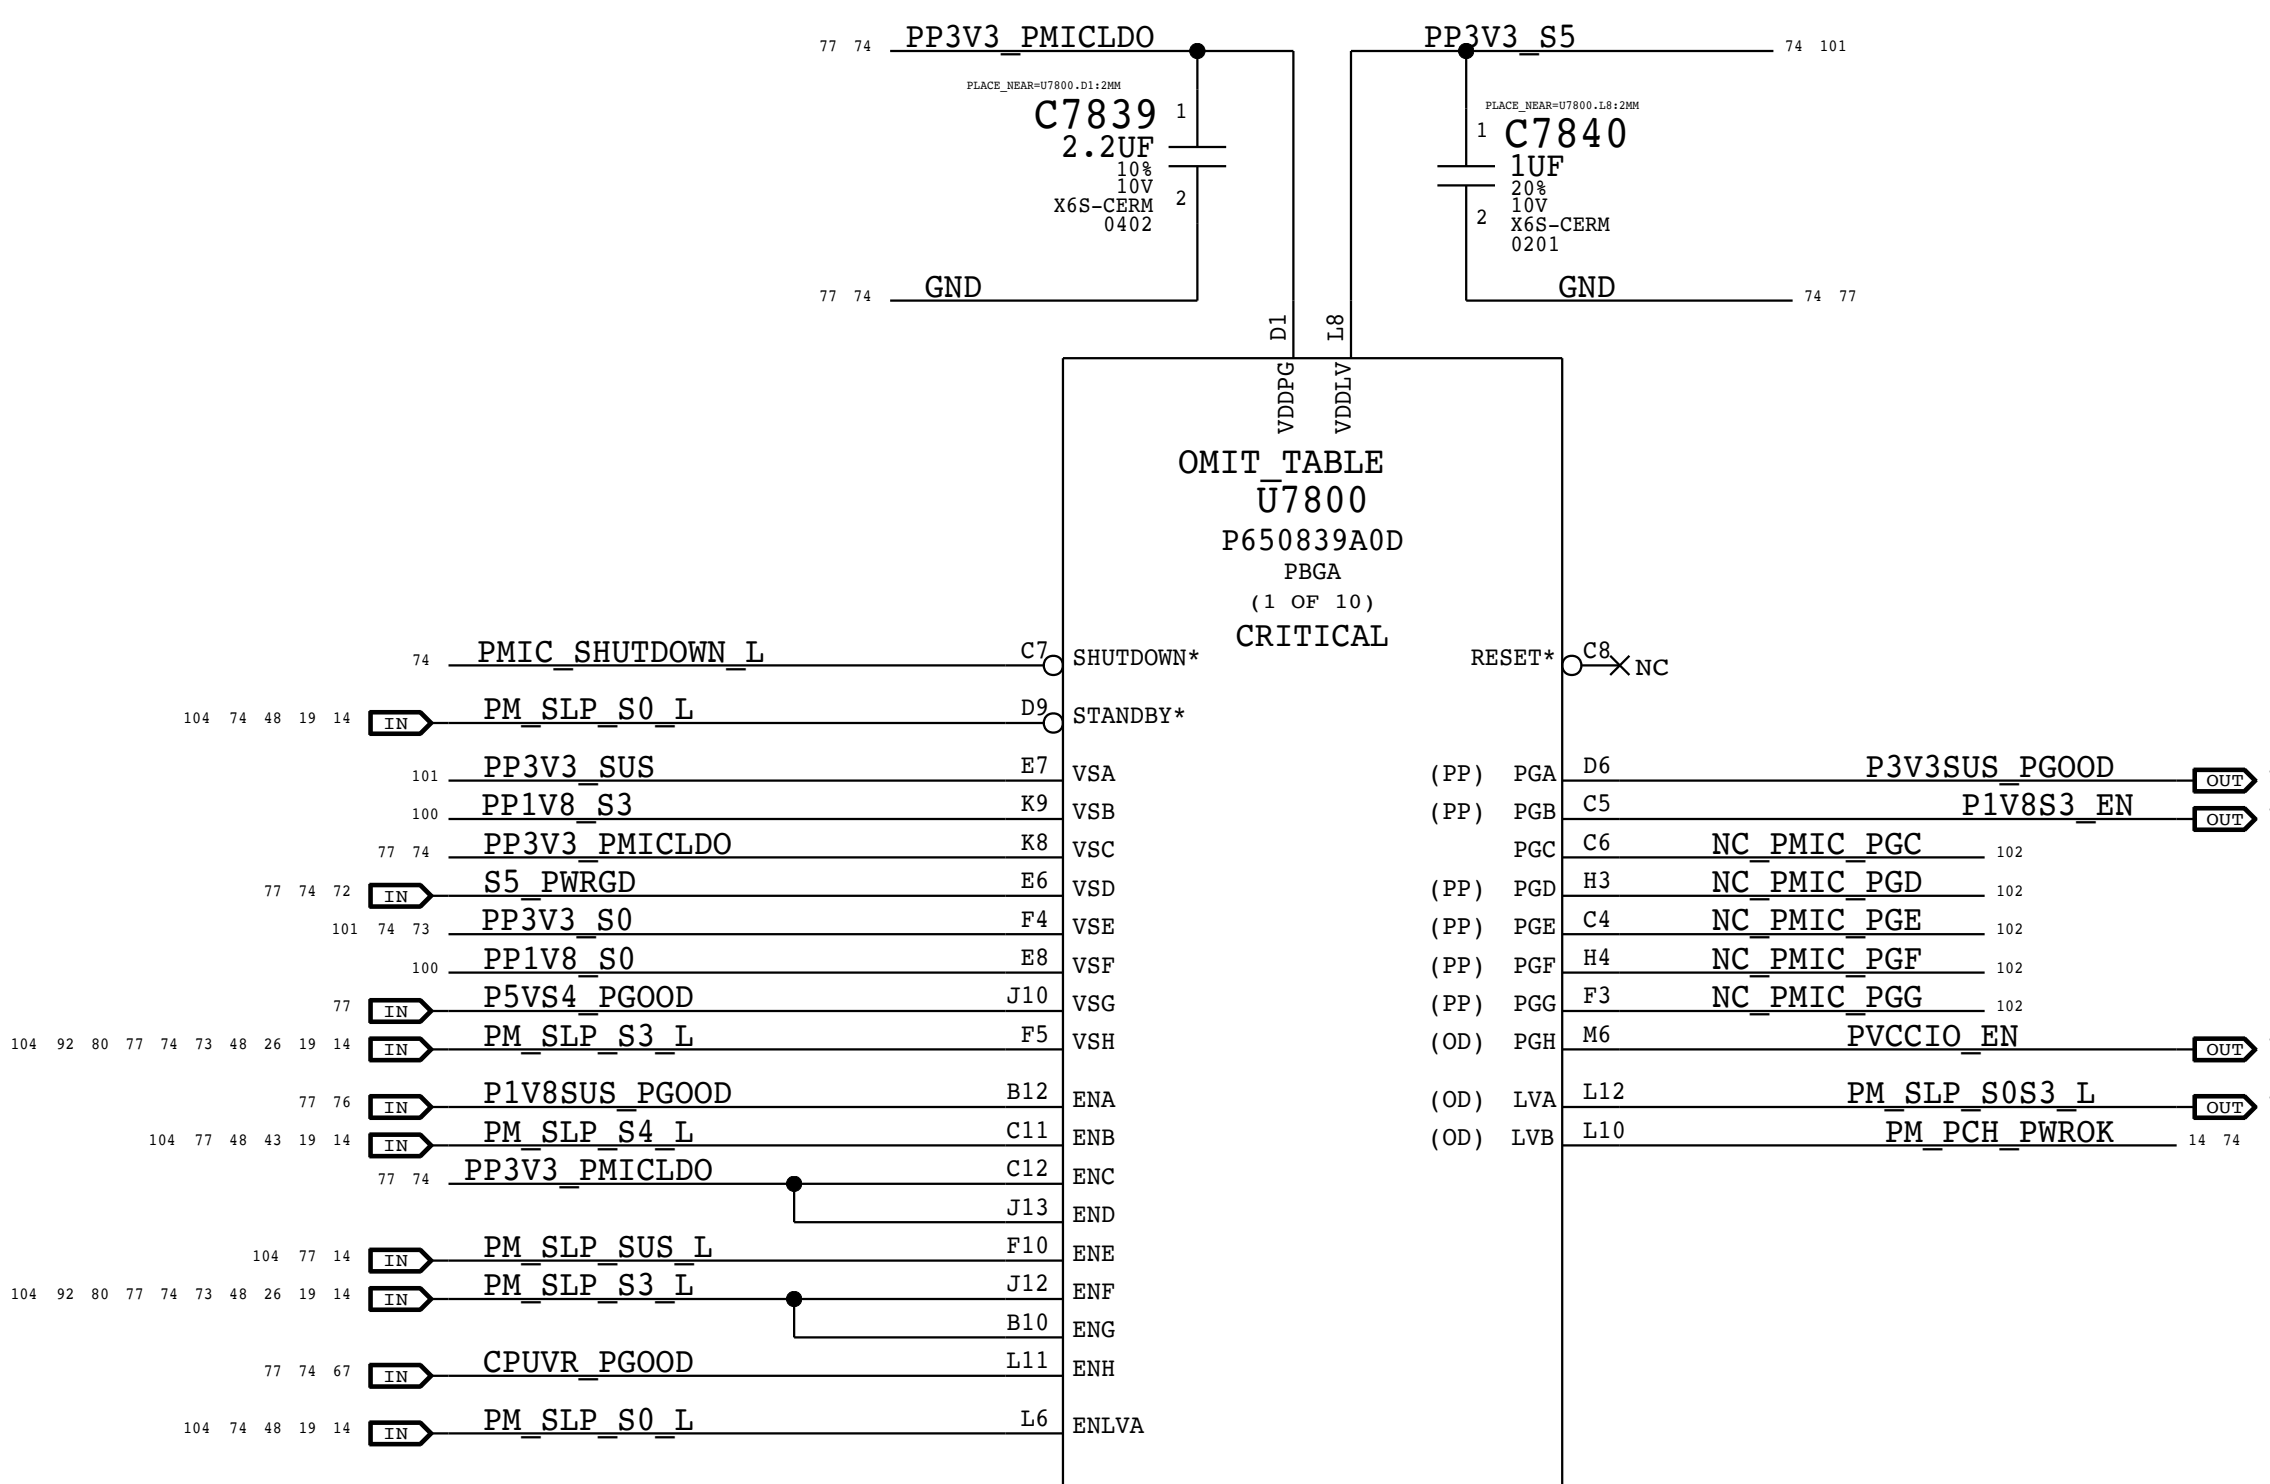 77 74 PP3V3_PMICLDO
PP3V3_S5 74 101
PLACE_NEAR=U7800.D1:2MM
C7839 1
2.2UF
10%
10V
X6S-CERM
0402
2
PLACE_NEAR=U7800.L8:2MM
1 C7840
1UF
20%
10V
X6S-CERM
0201
2
77 74 GND
GND 74 77
D1
L8
VDDPG
VDDLV
OMIT_TABLE
U7800
P650839A0D
PBGA
(1 OF 10)
CRITICAL
74 PMIC_SHUTDOWN_L C7 SHUTDOWN*
RESET* C8 NC
104 74 48 19 14 IN PM_SLP_S0_L D9 STANDBY*
101 PP3V3_SUS E7 VSA
(PP) PGA D6 P3V3SUS_PGOOD OUT
100 PP1V8_S3 K9 VSB
(PP) PGB C5 P1V8S3_EN OUT
77 74 PP3V3_PMICLDO K8 VSC
PGC C6 NC_PMIC_PGC 102
77 74 72 IN S5_PWRGD E6 VSD
(PP) PGD H3 NC_PMIC_PGD 102
101 74 73 PP3V3_S0 F4 VSE
(PP) PGE C4 NC_PMIC_PGE 102
100 PP1V8_S0 E8 VSF
(PP) PGF H4 NC_PMIC_PGF 102
77 IN P5VS4_PGOOD J10 VSG
(PP) PGG F3 NC_PMIC_PGG 102
104 92 80 77 74 73 48 26 19 14 IN PM_SLP_S3_L F5 VSH
(OD) PGH M6 PVCCIO_EN OUT
77 76 IN P1V8SUS_PGOOD B12 ENA
(OD) LVA L12 PM_SLP_S0S3_L OUT
104 77 48 43 19 14 IN PM_SLP_S4_L C11 ENB
(OD) LVB L10 PM_PCH_PWROK 14 74
77 74 PP3V3_PMICLDO C12 ENC
J13 END
104 77 14 IN PM_SLP_SUS_L F10 ENE
104 92 80 77 74 73 48 26 19 14 IN PM_SLP_S3_L J12 ENF
B10 ENG
77 74 67 IN CPUVR_PGOOD L11 ENH
104 74 48 19 14 IN PM_SLP_S0_L L6 ENLVA